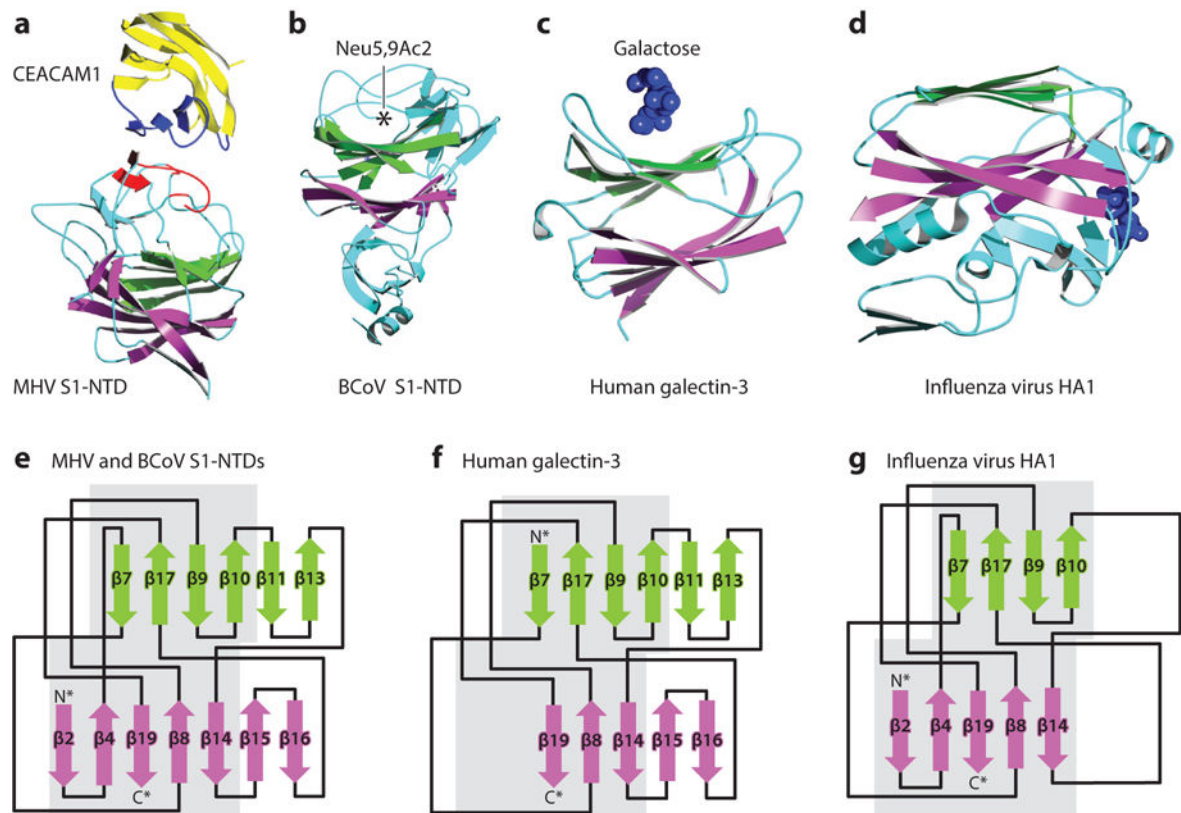 a
b
c
d
Neu5,9Ac2
Galactose
CEACAM1
*
MHV S1-NTD
BCoV S1-NTD
Human galectin-3
Influenza virus HA1
e MHV and BCoV S1-NTDs
β7 β17 β9 β10 β11 β13
N*
β2 β4 β19 β8 β14 β15 β16
C*
f Human galectin-3
N*
β7 β17 β9 β10 β11 β13
β19 β8 β14 β15 β16
C*
g Influenza virus HA1
β7 β17 β9 β10
N*
β2 β4 β19 β8 β14
C*